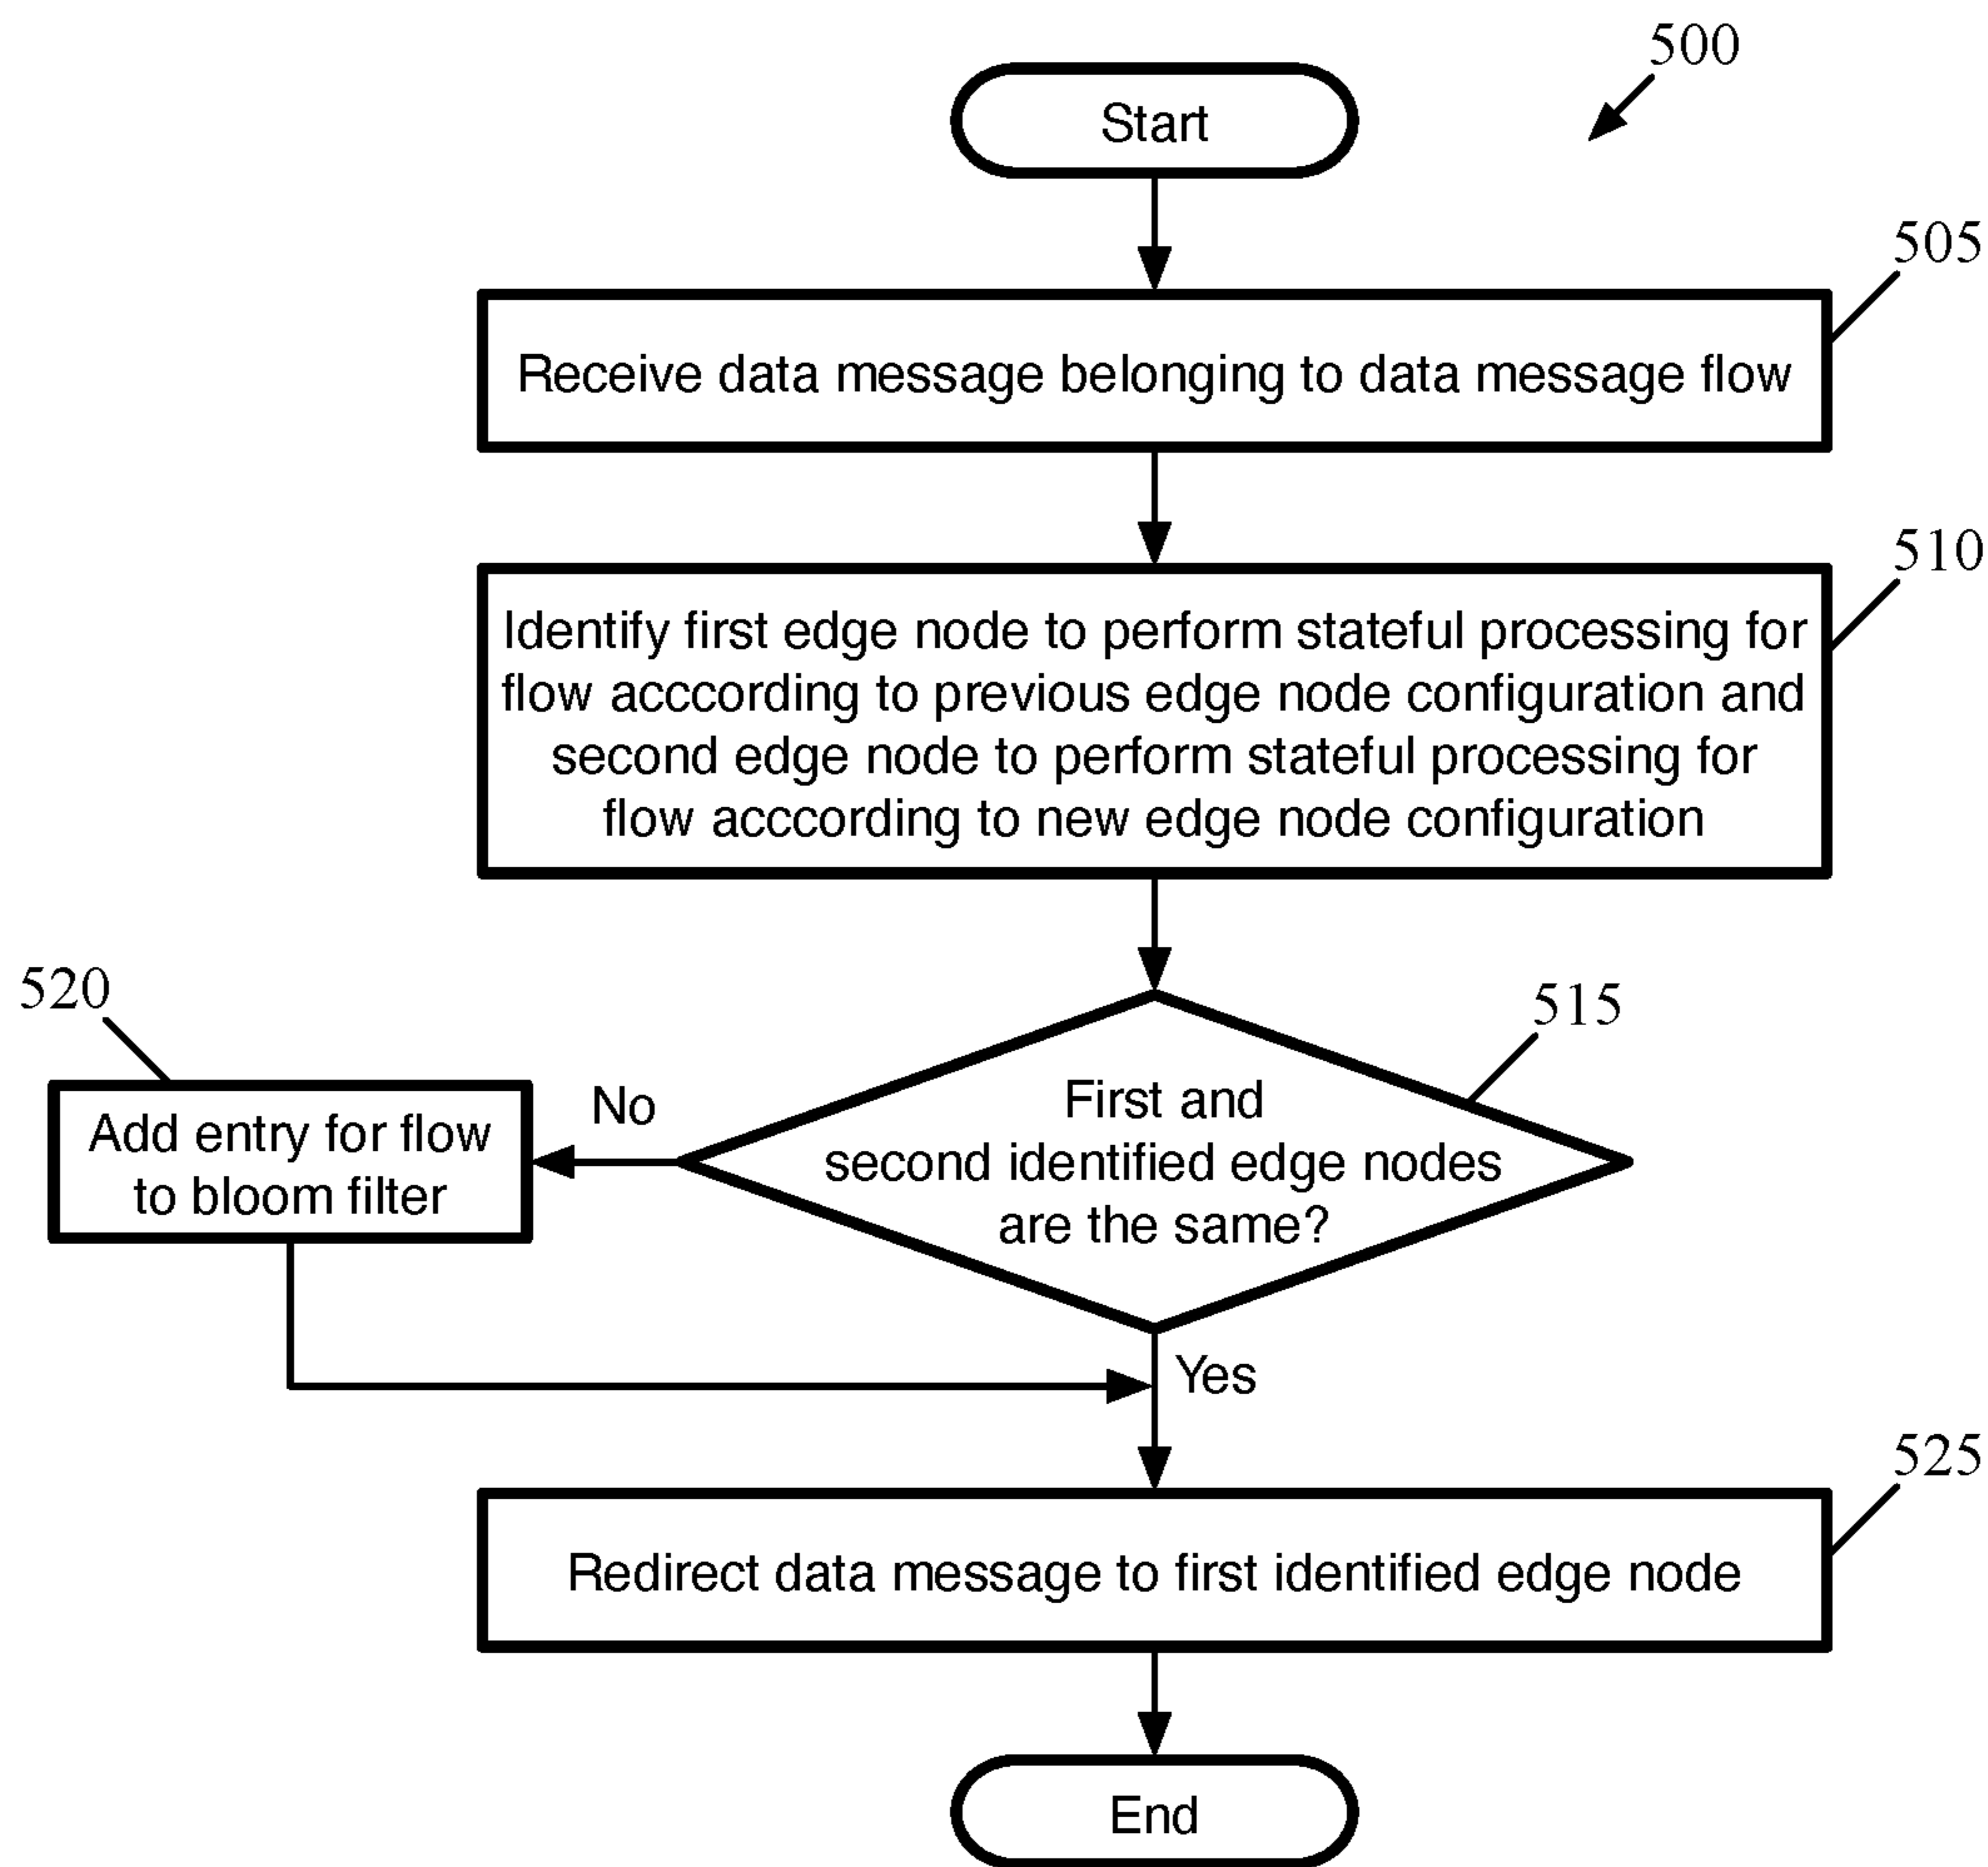 500
Start
505
Receive data message belonging to data message flow
510
Identify first edge node to perform stateful processing for
flow acccording to previous edge node configuration and
second edge node to perform stateful processing for
flow acccording to new edge node configuration
520
515
No
Add entry for flow
to bloom filter
First and
second identified edge nodes
are the same?
Yes
525
Redirect data message to first identified edge node
End